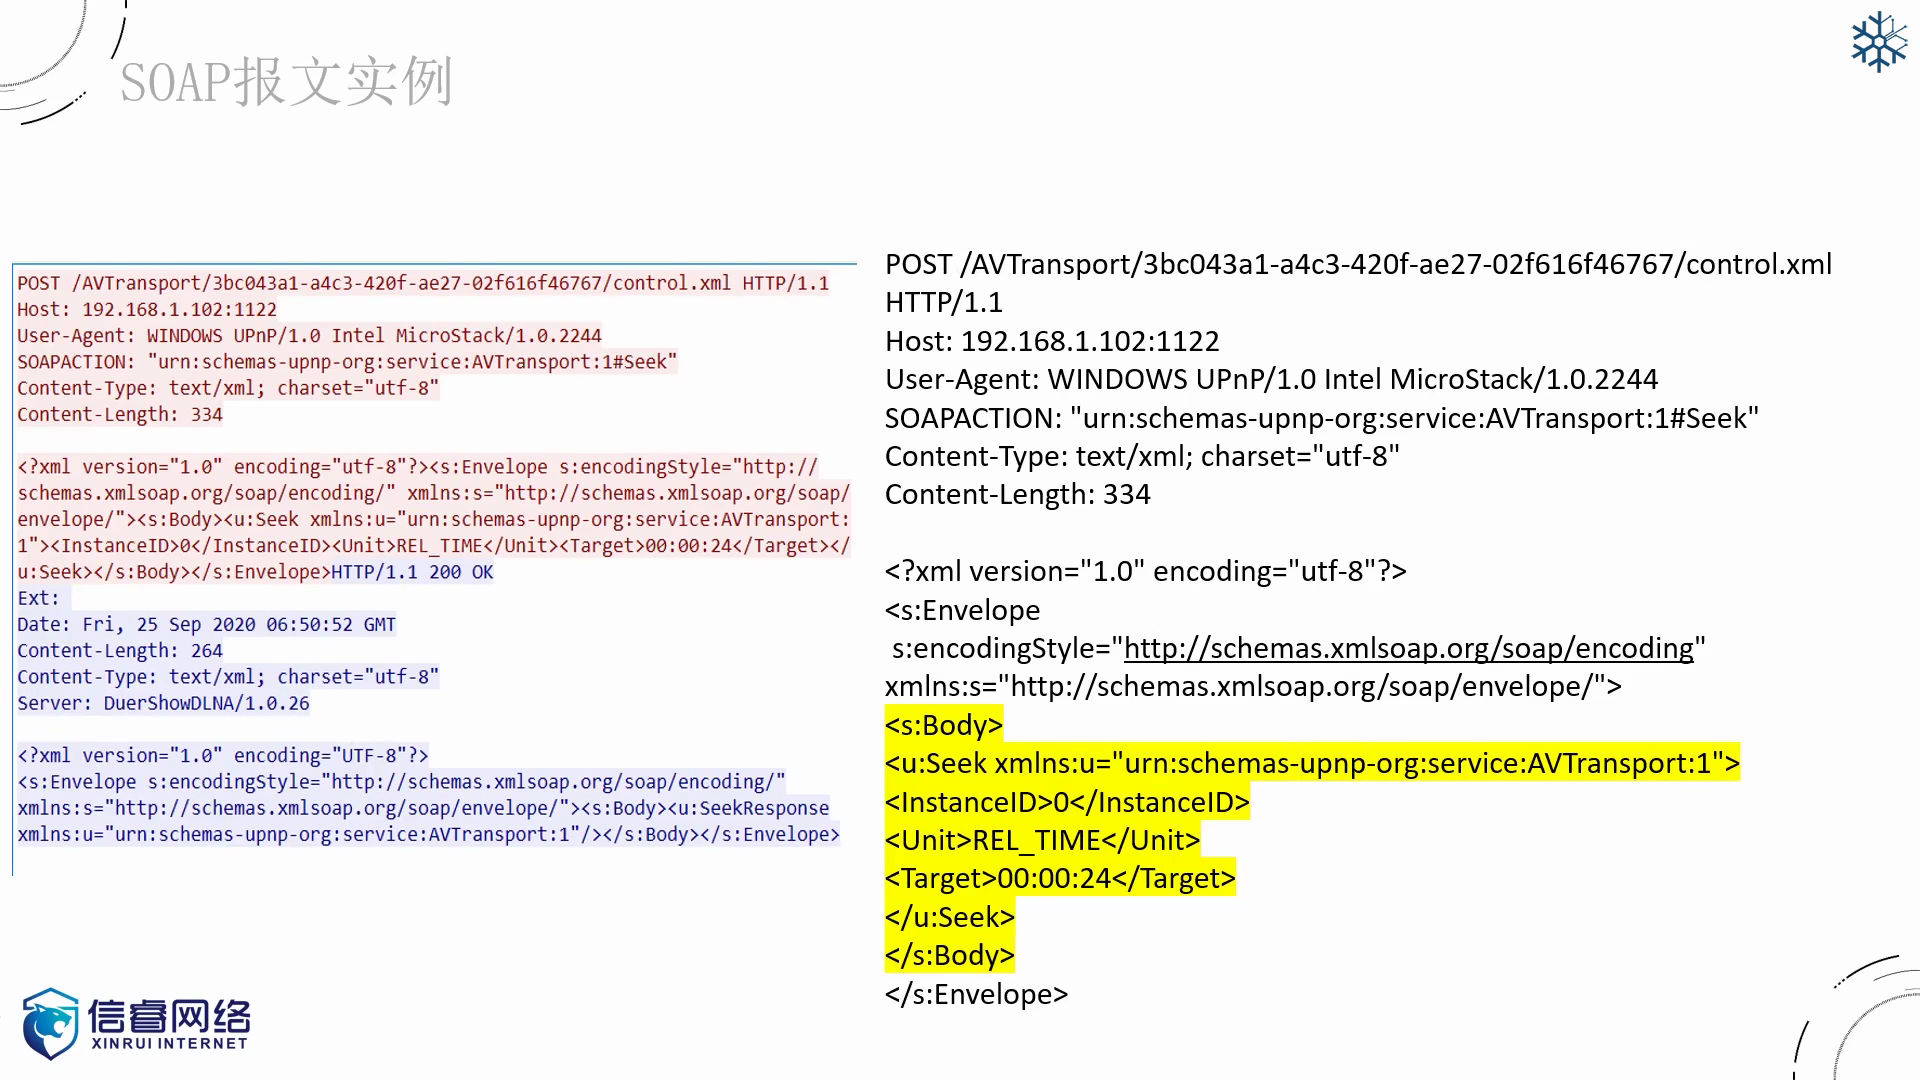 SOAP报文实例
POST /AVTransport/3bc043a1-a4c3-420f-ae27-02f616f46767/control.xml HTTP/1.1
Host: 192.168.1.102:1122
User-Agent: WINDOWS UPnP/1.0 Intel MicroStack/1.0.2244
SOAPACTION: "urn:schemas-upnp-org:service:AVTransport:1#Seek"
Content-Type: text/xml; charset="utf-8"
Content-Length: 334
<?xml version="1.0" encoding="utf-8"?><s:Envelope s:encodingStyle="http://
schemas.xmlsoap.org/soap/encoding/" xmlns:s="http://schemas.xmlsoap.org/soap/
envelope/"><s:Body><u:Seek xmlns:u="urn:schemas-upnp-org:service:AVTransport:
1"><InstanceID>0</InstanceID><Unit>REL_TIME</Unit><Target>00:00:24</Target></
u:Seek></s:Body></s:Envelope>HTTP/1.1 200 OK
Ext:
Date: Fri, 25 Sep 2020 06:50:52 GMT
Content-Length: 264
Content-Type: text/xml; charset="utf-8"
Server: DuerShowDLNA/1.0.26
<?xml version="1.0" encoding="UTF-8"?>
<s:Envelope s:encodingStyle="http://schemas.xmlsoap.org/soap/encoding/"
xmlns:s="http://schemas.xmlsoap.org/soap/envelope/"><s:Body><u:SeekResponse
xmlns:u="urn:schemas-upnp-org:service:AVTransport:1"/></s:Body></s:Envelope>
POST /AVTransport/3bc043a1-a4c3-420f-ae27-02f616f46767/control.xml
HTTP/1.1
Host: 192.168.1.102:1122
User-Agent: WINDOWS UPnP/1.0 Intel MicroStack/1.0.2244
SOAPACTION: "urn:schemas-upnp-org:service:AVTransport:1#Seek"
Content-Type: text/xml; charset="utf-8"
Content-Length: 334
<?xml version="1.0" encoding="utf-8"?>
<s:Envelope
s:encodingStyle="http://schemas.xmlsoap.org/soap/encoding"
xmlns:s="http://schemas.xmlsoap.org/soap/envelope/">
<s:Body>
<u:Seek xmlns:u="urn:schemas-upnp-org:service:AVTransport:1">
<InstanceID>0</InstanceID>
<Unit>REL_TIME</Unit>
<Target>00:00:24</Target>
</u:Seek>
</s:Body>
</s:Envelope>
信睿网络
XINRUI INTERNET